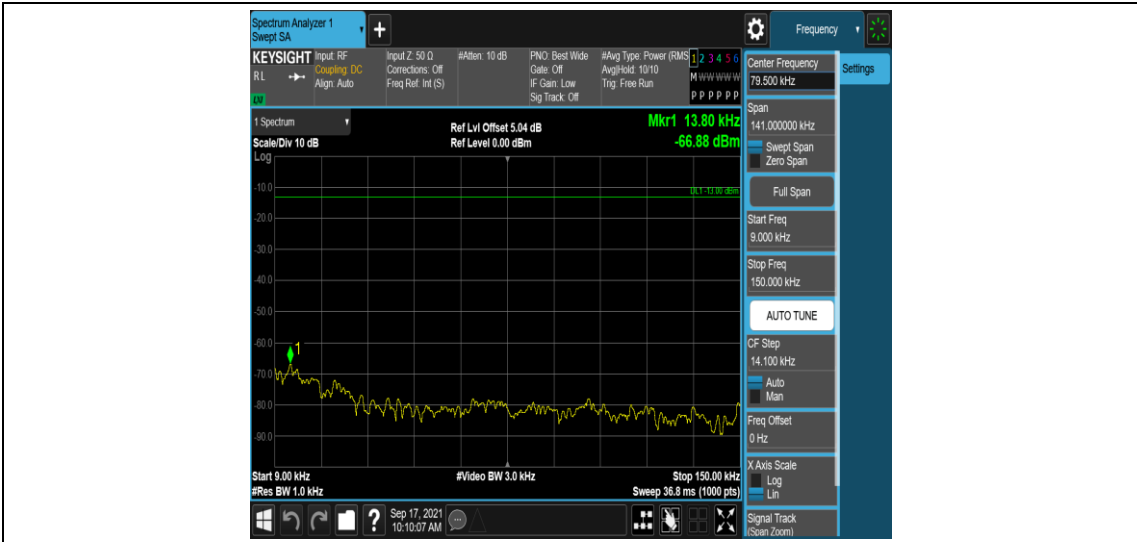 Spectrum Analyzer 1
Swept SA
+
Frequency
KEYSIGHT
RL
LXI
Input: RF
Coupling: DC
Align: Auto
Input Z: 50 Ω
Corrections: Off
Freq Ref: Int (S)
#Atten: 10 dB
PNO: Best Wide
Gate: Off
IF Gain: Low
Sig Track: Off
#Avg Type: Power (RMS
Avg|Hold: 10/10
Trig: Free Run
1 2 3 4 5 6
M W W W W W
P P P P P P
1 Spectrum
Scale/Div 10 dB
Log
Ref Lvl Offset 5.04 dB
Ref Level 0.00 dBm
Mkr1 13.80 kHz
-66.88 dBm
DL1 -13.00 dBm
-10.0
-20.0
-30.0
-40.0
-50.0
-60.0
1
-70.0
-80.0
-90.0
Start 9.00 kHz
#Video BW 3.0 kHz
Stop 150.00 kHz
#Res BW 1.0 kHz
Sweep 36.8 ms (1000 pts)
?
Sep 17, 2021
10:10:07 AM
Settings
Center Frequency
79.500 kHz
Span
141.000000 kHz
Swept Span
Zero Span
Full Span
Start Freq
9.000 kHz
Stop Freq
150.000 kHz
AUTO TUNE
CF Step
14.100 kHz
Auto
Man
Freq Offset
0 Hz
X Axis Scale
Log
Lin
Signal Track
(Span Zoom)